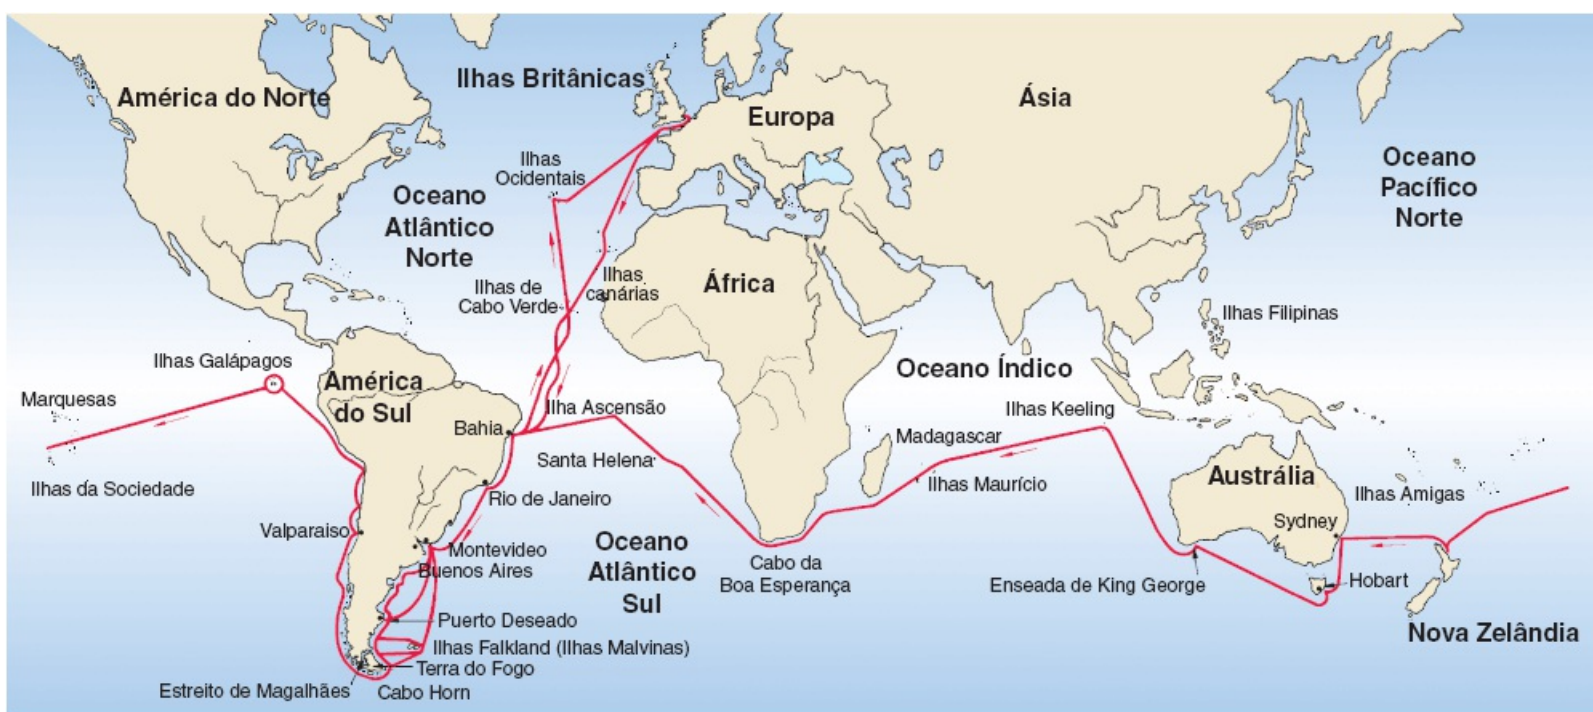 América do Norte
Ilhas Britânicas
Europa
Ásia
Oceano
Pacífico
Norte
Ilhas
Ocidentais
Oceano
Atlântico
Norte
Ilhas de
Cabo Verde
Ilhas
canárias
África
Ilhas Filipinas
Ilhas Galápagos
América
do Sul
Oceano Índico
Marquesas
Ilha Ascensão
Ilhas Keeling
Bahia
Madagascar
Santa Helena
Ilhas da Sociedade
Rio de Janeiro
Ilhas Maurício
Austrália
Ilhas Amigas
Valparaiso
Sydney
Montevideo
Buenos Aires
Oceano
Atlântico
Sul
Cabo da
Boa Esperança
Enseada de King George
Hobart
Puerto Deseado
Nova Zelândia
Ilhas Falkland (Ilhas Malvinas)
Terra do Fogo
Estreito de Magalhães
Cabo Horn